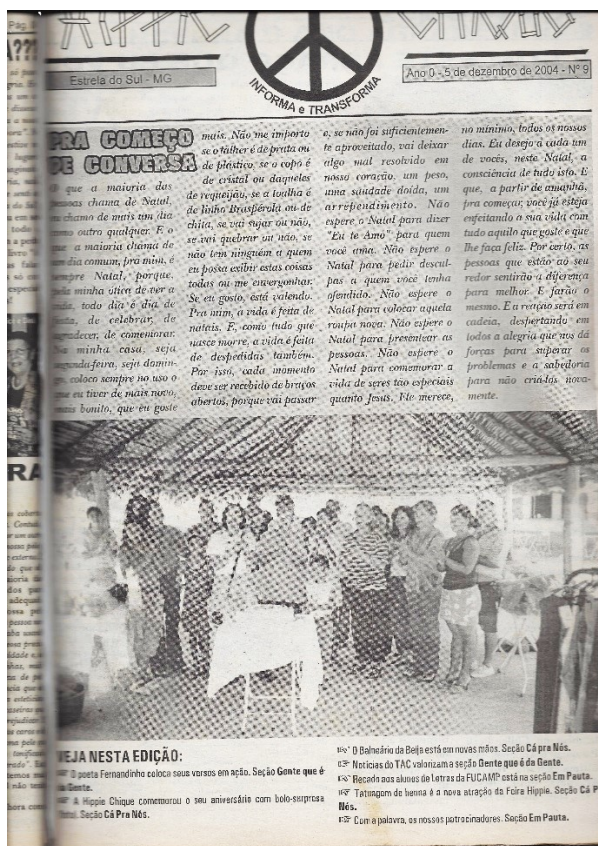 Pág
HIPPIE CHIQUE
Estrela do Sul - MG
INFORMA e TRANSFORMA
Ano 0 - 5 de dezembro de 2004 - Nº 9
PRA COMEÇO
DE CONVERSA
O que a maioria das
pessoas chama de Natal,
eu chamo de mais um dia
como outro qualquer. E o
que a maioria chama de
um dia comum, pra mim, é
sempre Natal, porque,
pela minha ótica de ver a
vida, todo dia é dia de
festa, de celebrar, de
agradecer, de comemorar.
Na minha casa, seja
segunda-feira, seja domin-
go, coloco sempre no uso o
que eu tiver de mais novo,
mais bonito, que eu goste
mais. Não me importo
se o talher é de prata ou
de plástico, se o copo é
de cristal ou daqueles
de requeijão, se a toalha é
de linho Braspérola ou de
chita, se vai sujar ou não,
se vai quebrar ou não, se
não tem ninguém a quem
eu possa exibir estas coisas
todas ou me envergonhar.
Se eu gosto, está valendo.
Pra mim, a vida é feita de
natais. E, como tudo que
nasce morre, a vida é feita
de despedidas também.
Por isso, cada momento
deve ser recebido de braços
abertos, porque vai passar
e, se não foi suficientemen-
te aproveitado, vai deixar
algo mal resolvido em
nosso coração, um peso,
uma saudade doída, um
arrependimento. Não
espere o Natal para dizer
"Eu te Amo" para quem
você ama. Não espere o
Natal para pedir descul-
pas a quem você tenha
ofendido. Não espere o
Natal para colocar aquela
roupa nova. Não espere o
Natal para presentear as
pessoas. Não espere o
Natal para comemorar a
vida de seres tão especiais
quanto Jesus. Ele merece,
no mínimo, todos os nossos
dias. Eu desejo a cada um
de vocês, neste Natal, a
consciência de tudo isto. E
que, a partir de amanhã,
pra começar, você já esteja
enfeitando a sua vida com
tudo aquilo que goste e que
lhe faça feliz. Por certo, as
pessoas que estão ao seu
redor sentirão a diferença
para melhor. E farão o
mesmo. E a reação será em
cadeia, despertando em
todos a alegria que nos dá
forças para superar os
problemas e a sabedoria
para não criá-los nova-
mente.
VEJA NESTA EDIÇÃO:
O poeta Fernandinho coloca seus versos em ação. Seção Gente que é
da Gente.
A Hippie Chique comemorou o seu aniversário com bolo-surpresa
Seção Cá Pra Nós.
O Balneário da Beija está em novas mãos. Seção Cá pra Nós.
Notícias do TAC valorizam a seção Gente que é da Gente.
Recado aos alunos de Letras da FUCAMP está na seção Em Pauta.
Tatuagem de henna é a nova atração da Feira Hippie. Seção Cá P
Nós.
Com a palavra, os nossos patrocinadores. Seção Em Pauta.